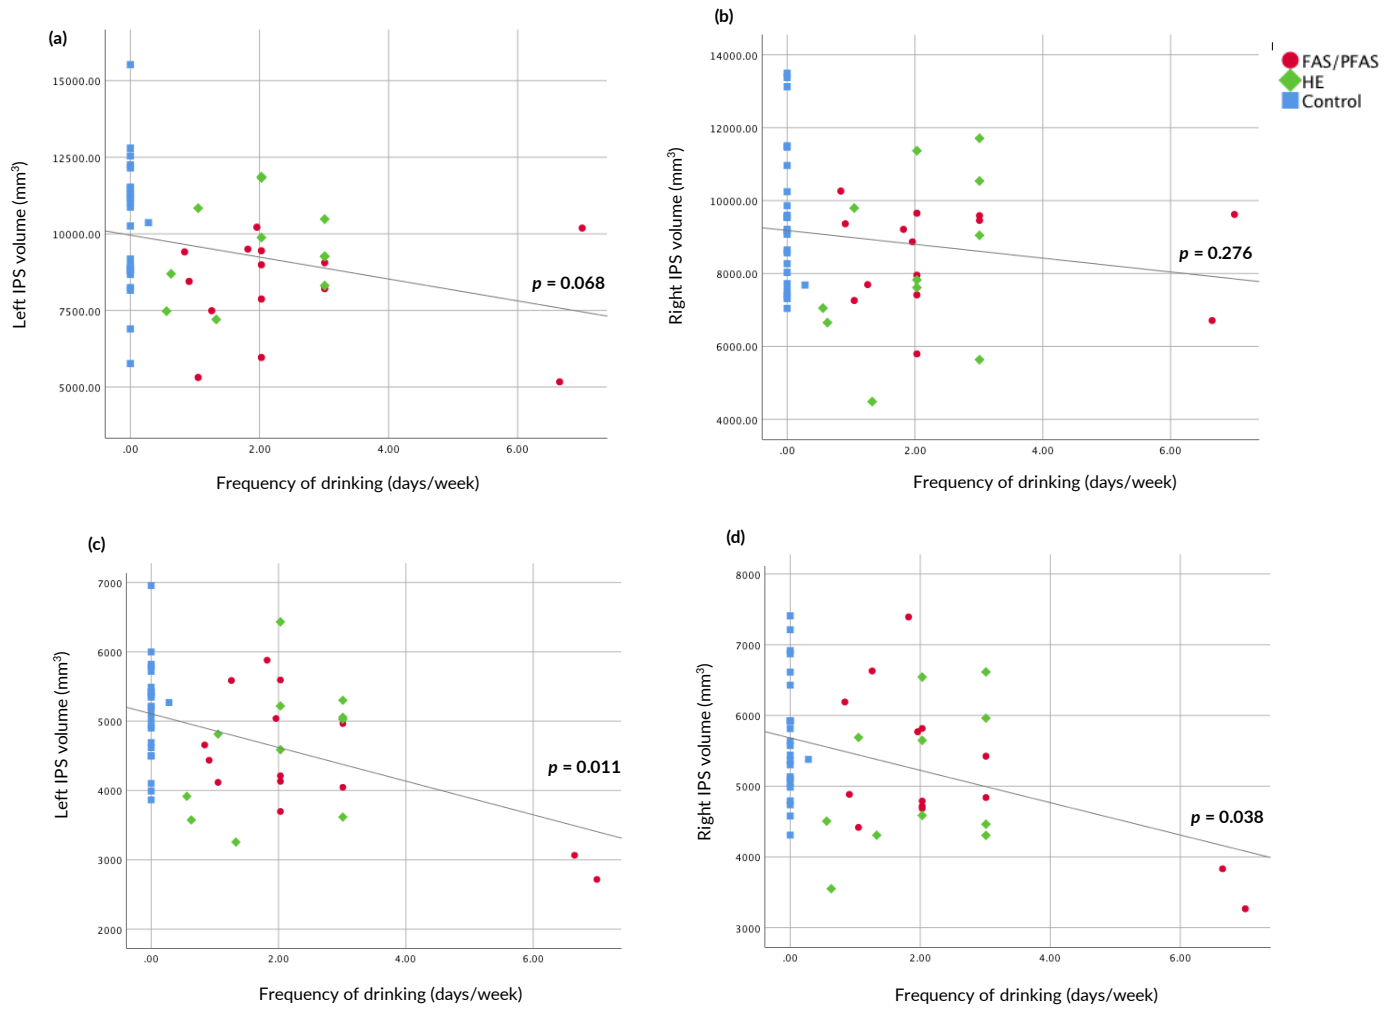 (a)
15000.00
12500.00
10000.00
7500.00
5000.00
.00 2.00 4.00 6.00
Left IPS volume (mm³)
Frequency of drinking (days/week)
p = 0.068
(b)
14000.00
12000.00
10000.00
8000.00
6000.00
4000.00
.00 2.00 4.00 6.00
Right IPS volume (mm³)
Frequency of drinking (days/week)
p = 0.276
FAS/PFAS
HE
Control
(c)
7000
6000
5000
4000
3000
2000
.00 2.00 4.00 6.00
Left IPS volume (mm³)
Frequency of drinking (days/week)
p = 0.011
(d)
8000
7000
6000
5000
4000
3000
.00 2.00 4.00 6.00
Right IPS volume (mm³)
Frequency of drinking (days/week)
p = 0.038